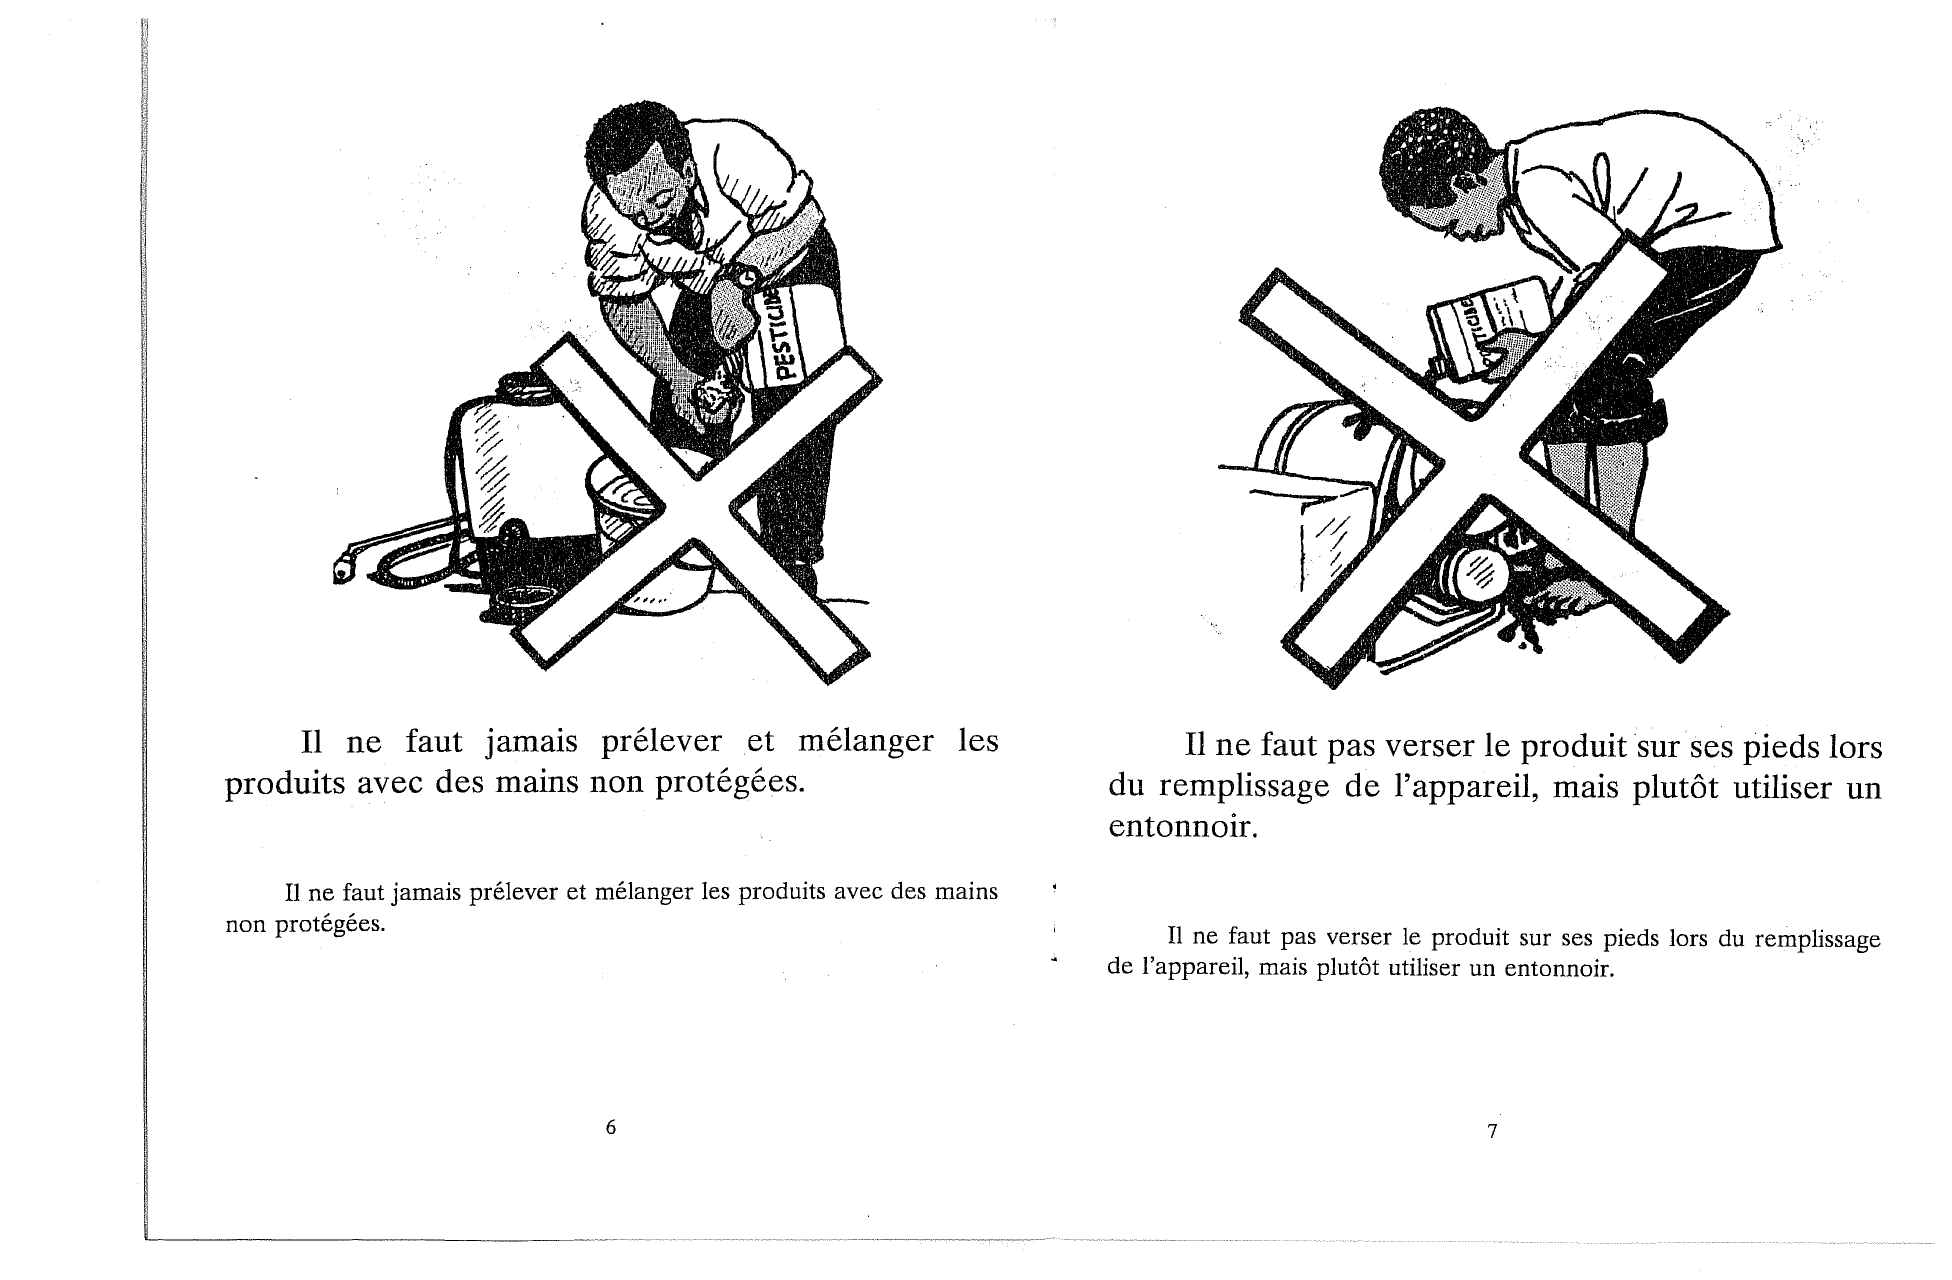 PESTICIDE
Il ne faut jamais prélever et mélanger les
produits avec des mains non protégées.
Il ne faut jamais prélever et mélanger les produits avec des mains
non protégées.
6
PESTICIDE
Il ne faut pas verser le produit sur ses pieds lors
du remplissage de l'appareil, mais plutôt utiliser un
entonnoir.
Il ne faut pas verser le produit sur ses pieds lors du remplissage
de l'appareil, mais plutôt utiliser un entonnoir.
7